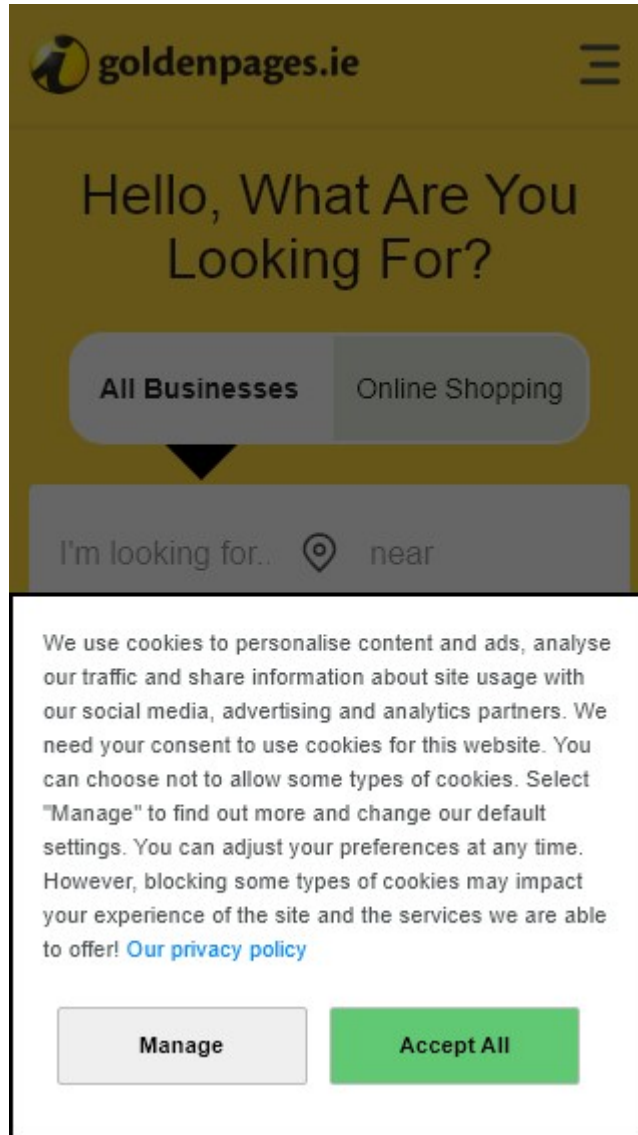 goldenpages.ie
Hello, What Are You
Looking For?
All Businesses
Online Shopping
I'm looking for..
near
We use cookies to personalise content and ads, analyse
our traffic and share information about site usage with
our social media, advertising and analytics partners. We
need your consent to use cookies for this website. You
can choose not to allow some types of cookies. Select
"Manage" to find out more and change our default
settings. You can adjust your preferences at any time.
However, blocking some types of cookies may impact
your experience of the site and the services we are able
to offer! Our privacy policy
Manage
Accept All